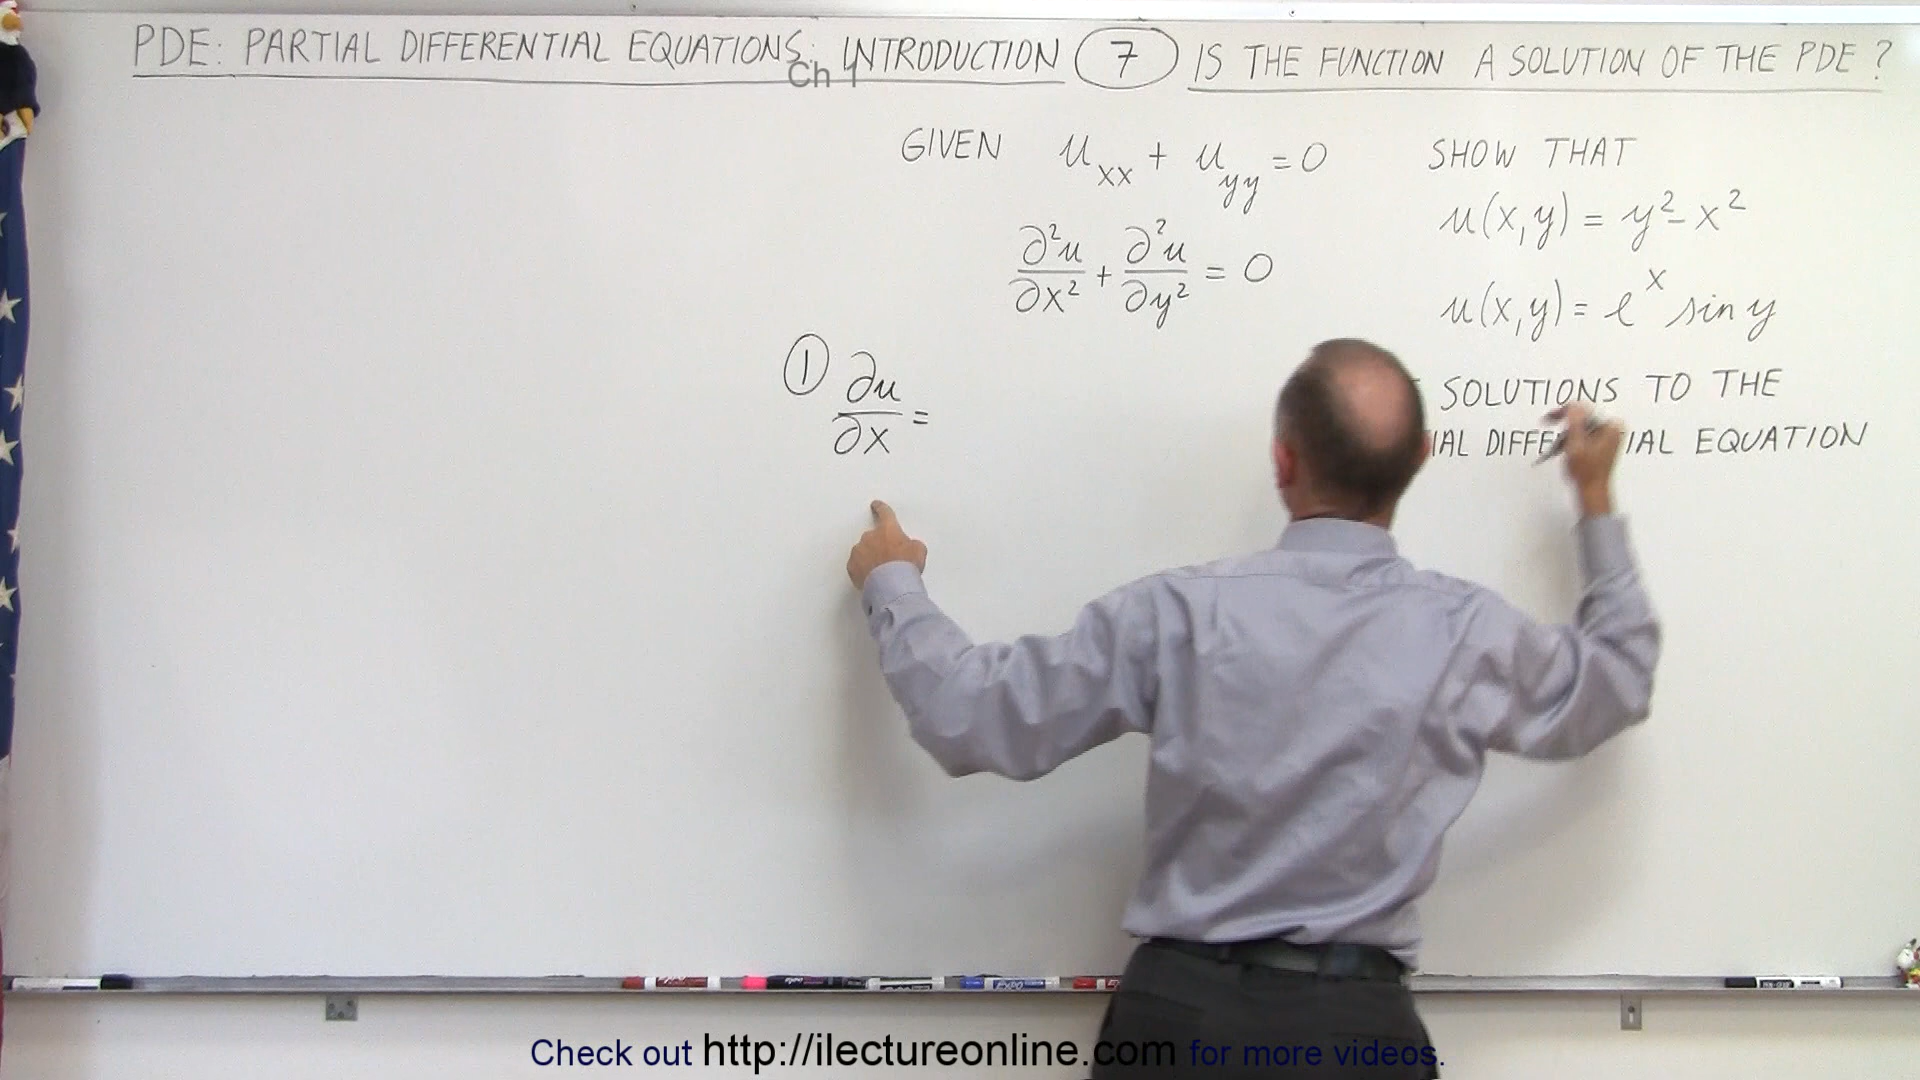 PDE: PARTIAL DIFFERENTIAL EQUATIONS: INTRODUCTION 7 IS THE FUNCTION A SOLUTION OF THE PDE ?
Ch 1
GIVEN u_xx + u_yy = 0
∂²u/∂x² + ∂²u/∂y² = 0
SHOW THAT
u(x,y) = y² - x²
u(x,y) = e^x sin y
SOLUTIONS TO THE
EQUATION
① ∂u/∂x =
EXPO
EXPO
Check out http://ilectureonline.com for more videos.